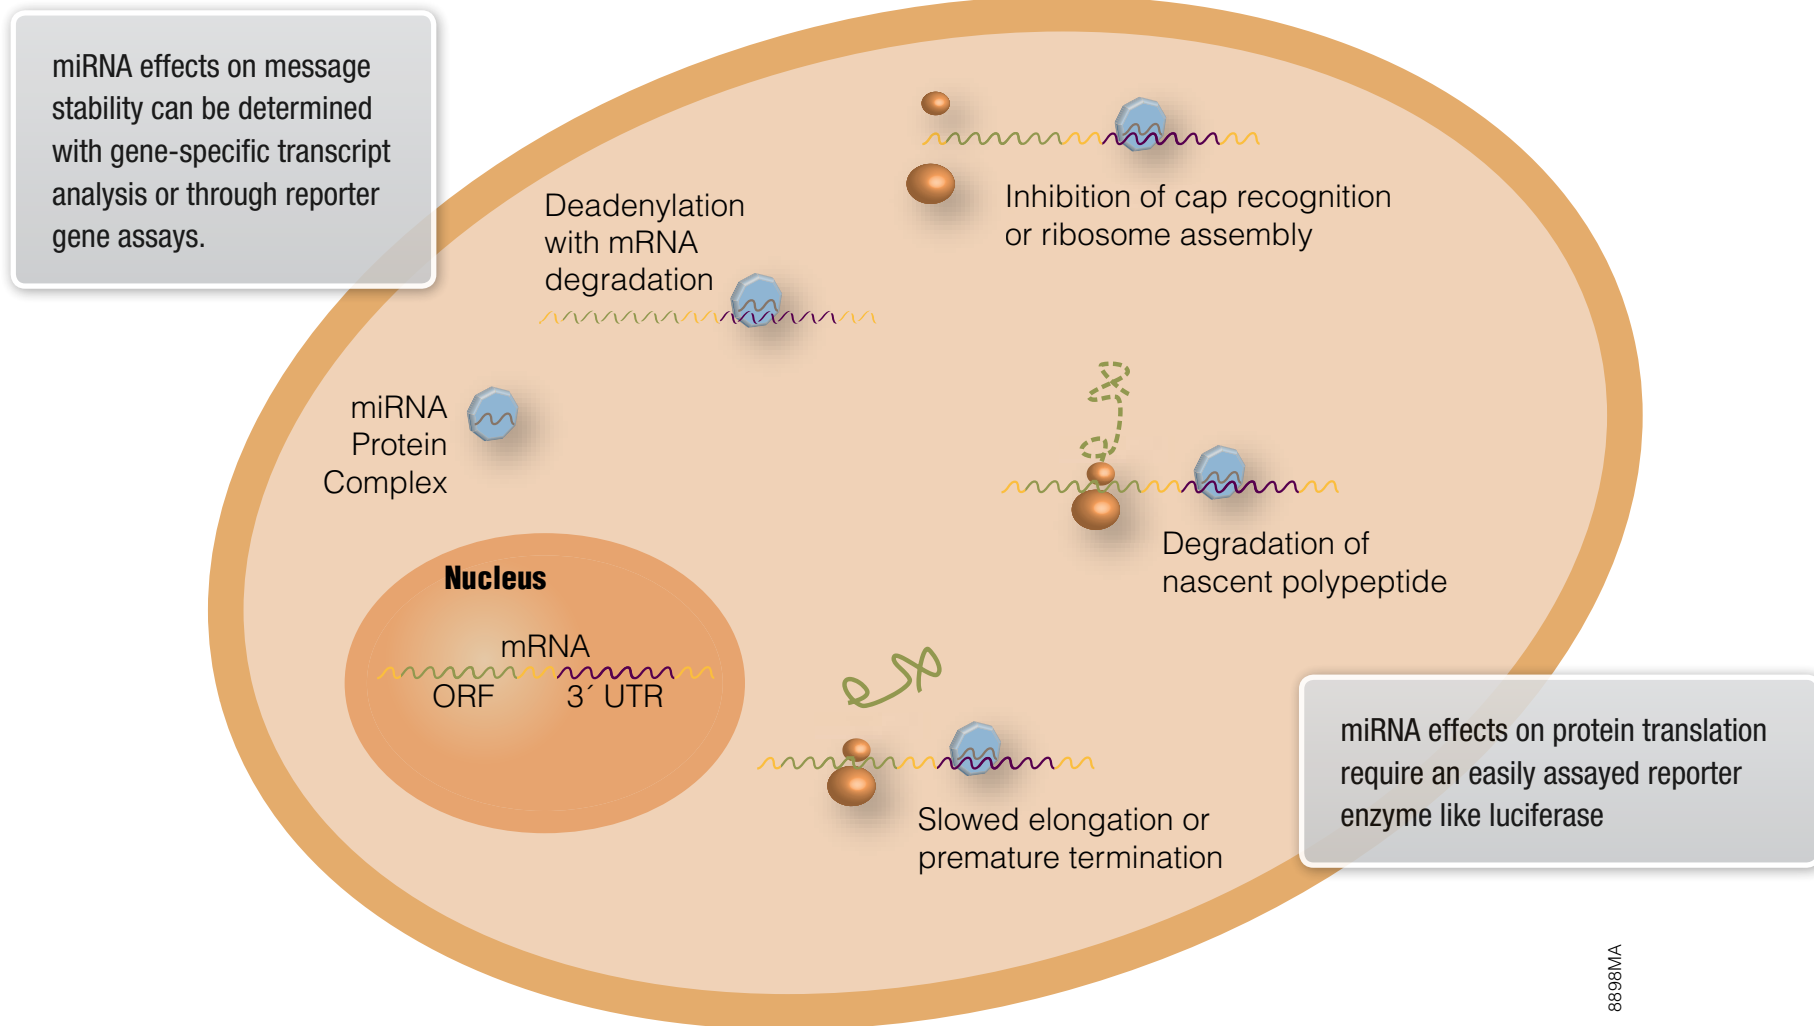 miRNA effects on message
stability can be determined
with gene-specific transcript
analysis or through reporter
gene assays.
Inhibition of cap recognition
or ribosome assembly
Deadenylation
with mRNA
degradation
miRNA
Protein
Complex
Degradation of
nascent polypeptide
Nucleus
mRNA
ORF
3´ UTR
Slowed elongation or
premature termination
miRNA effects on protein translation
require an easily assayed reporter
enzyme like luciferase
8898MA